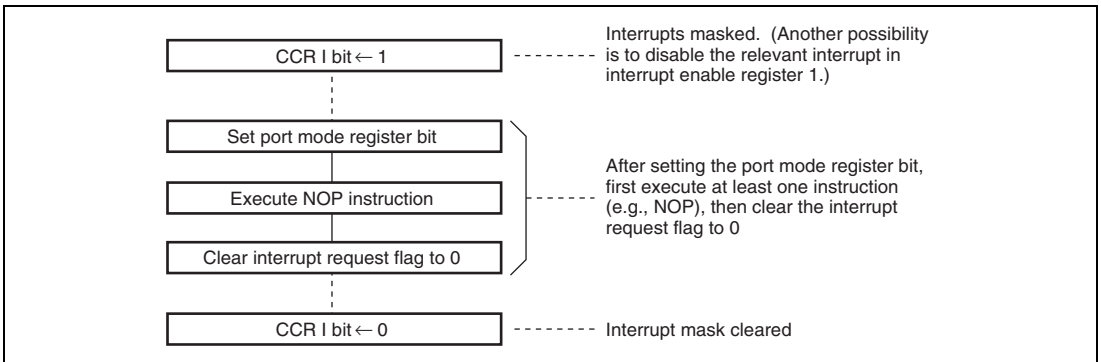 CCR I bit ← 1
Interrupts masked. (Another possibility
is to disable the relevant interrupt in
interrupt enable register 1.)
Set port mode register bit
Execute NOP instruction
Clear interrupt request flag to 0
After setting the port mode register bit,
first execute at least one instruction
(e.g., NOP), then clear the interrupt
request flag to 0
CCR I bit ← 0
Interrupt mask cleared